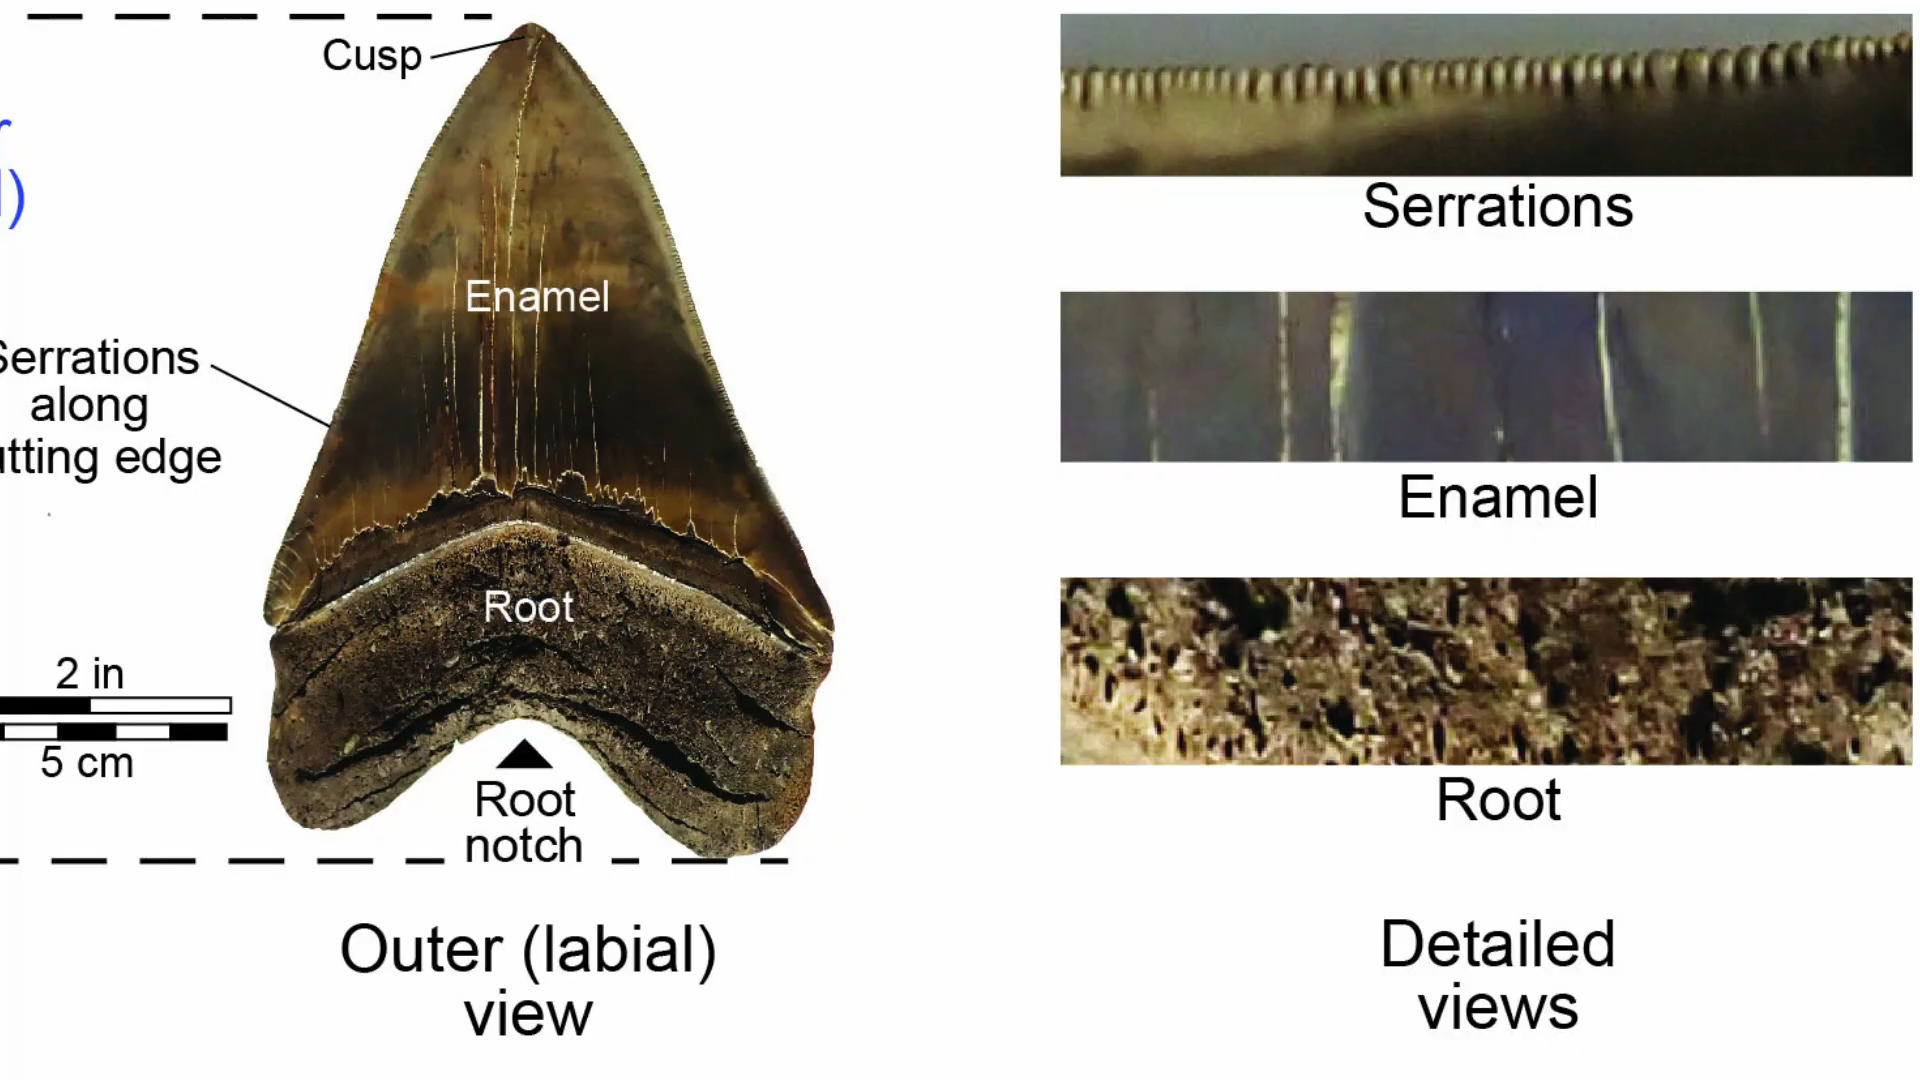 Cusp
Enamel
Serrations
along
cutting edge
Root
2 in
5 cm
Root
notch
Outer (labial)
view
Serrations
Enamel
Root
Detailed
views